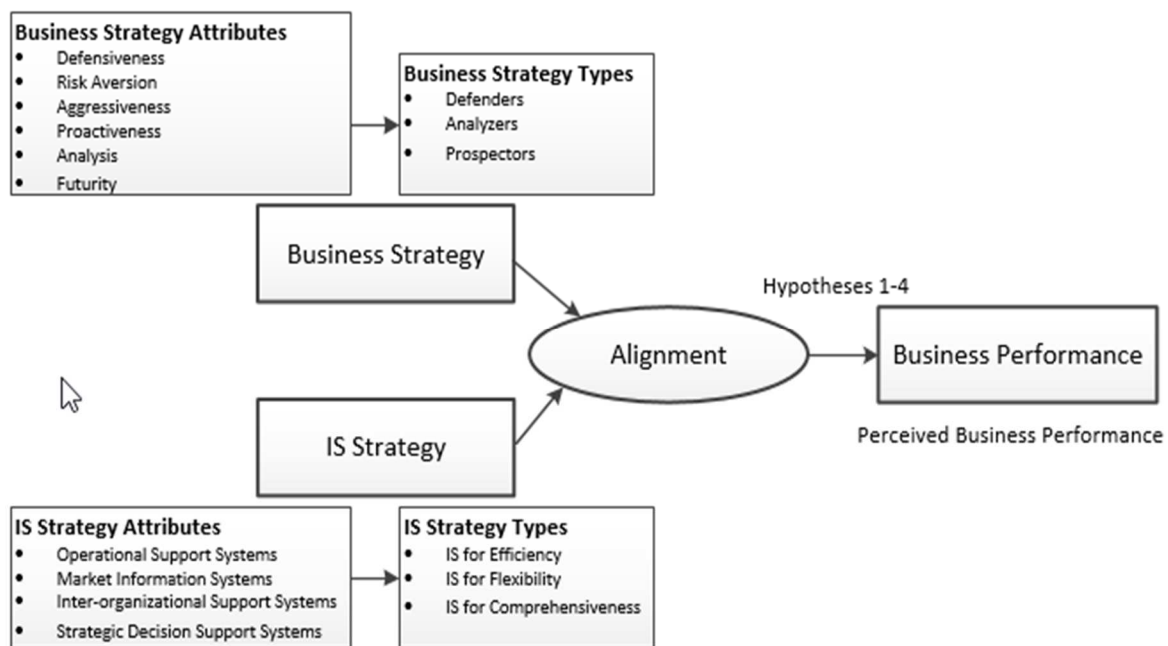 Business Strategy Attributes
• Defensiveness
• Risk Aversion
• Aggressiveness
• Proactiveness
• Analysis
• Futurity
Business Strategy Types
• Defenders
• Analyzers
• Prospectors
Business Strategy
Hypotheses 1-4
Alignment
Business Performance
Perceived Business Performance
IS Strategy
IS Strategy Attributes
• Operational Support Systems
• Market Information Systems
• Inter-organizational Support Systems
• Strategic Decision Support Systems
IS Strategy Types
• IS for Efficiency
• IS for Flexibility
• IS for Comprehensiveness